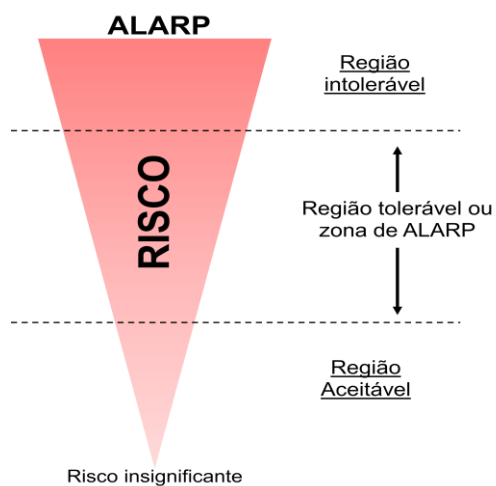 ALARP
Região
intolerável
RISCO
Região tolerável ou
zona de ALARP
Região
Aceitável
Risco insignificante